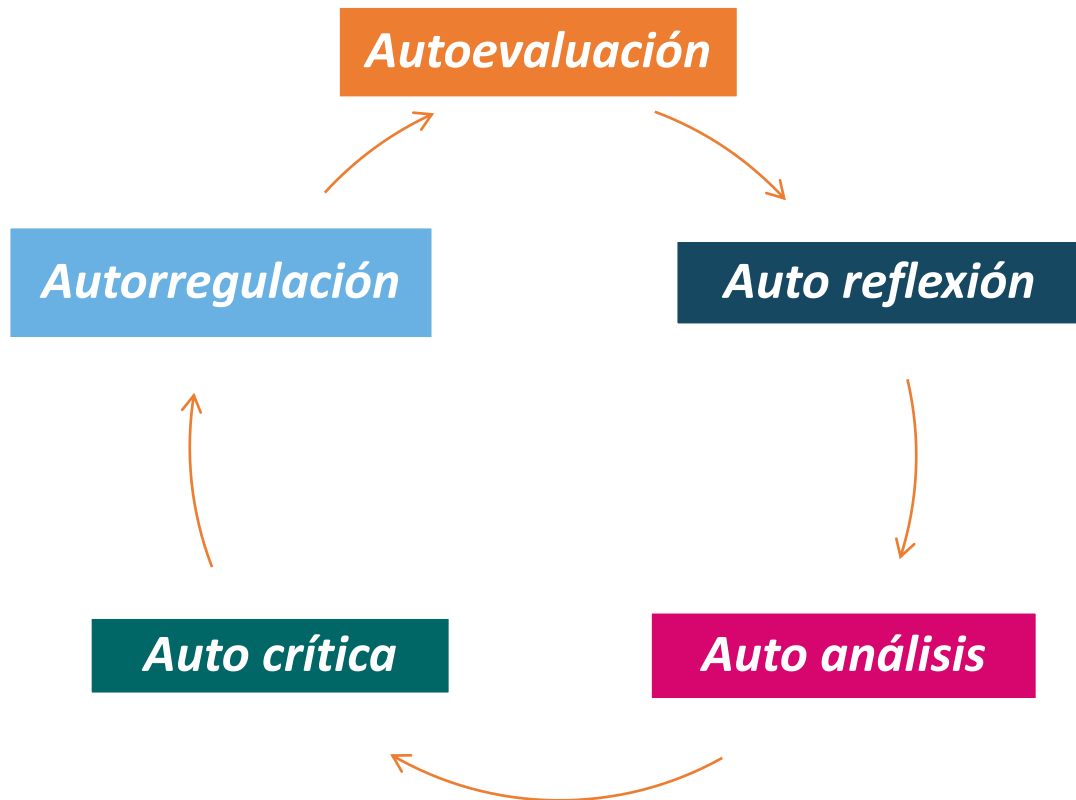 Autoevaluación
Auto reflexión
Auto análisis
Auto crítica
Autorregulación